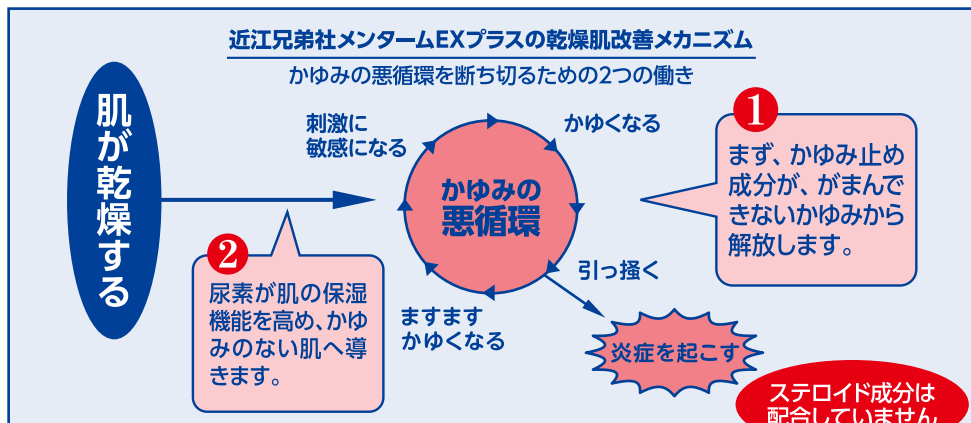 近江兄弟社メンタームEXプラスの乾燥肌改善メカニズム
かゆみの悪循環を断ち切るための2つの働き
肌が乾燥する
刺激に
敏感になる
かゆくなる
かゆみの
悪循環
引っ掻く
ますます
かゆくなる
炎症を起こす
1
まず、かゆみ止め
成分が、がまんで
きないかゆみから
解放します。
2
尿素が肌の保湿
機能を高め、かゆ
みのない肌へ導
きます。
ステロイド成分は
配合していません